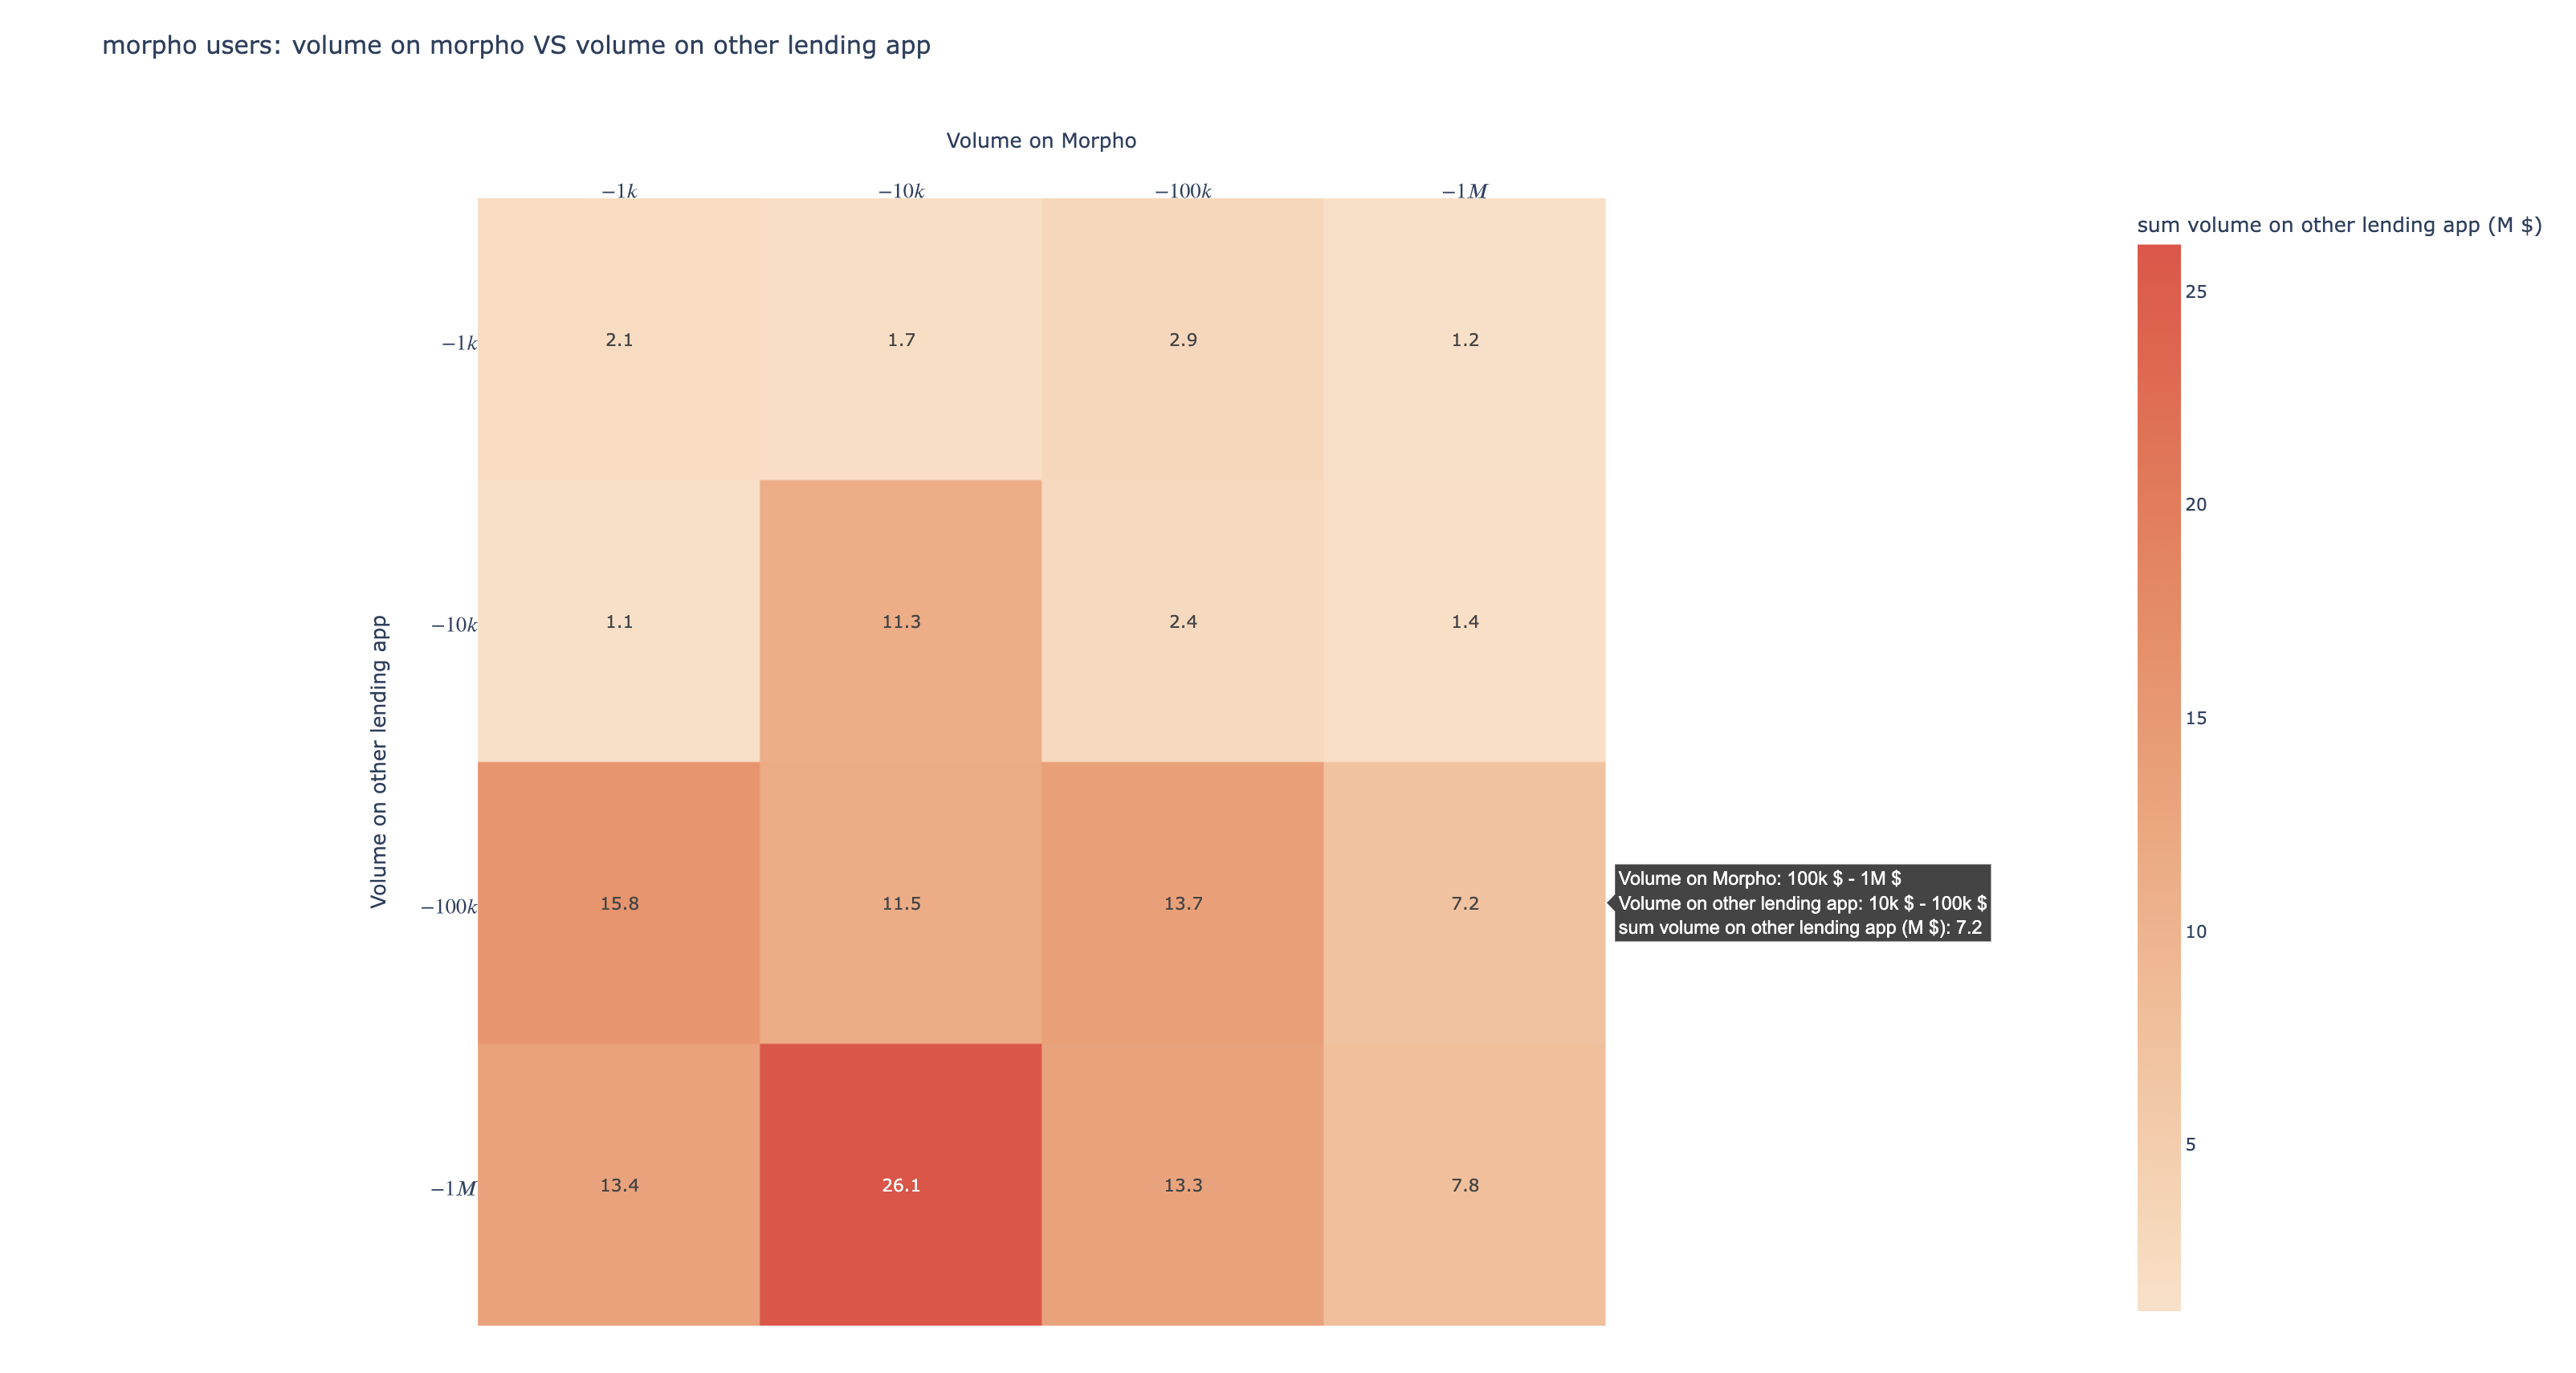 morpho users: volume on morpho VS volume on other lending app
Volume on Morpho
−1k −10k −100k −1M
sum volume on other lending app (M $)
25
20
15
10
5
Volume on other lending app
−1k 2.1 1.7 2.9 1.2
−10k 1.1 11.3 2.4 1.4
−100k 15.8 11.5 13.7 7.2
−1M 13.4 26.1 13.3 7.8
Volume on Morpho: 100k $ - 1M $
Volume on other lending app: 10k $ - 100k $
sum volume on other lending app (M $): 7.2